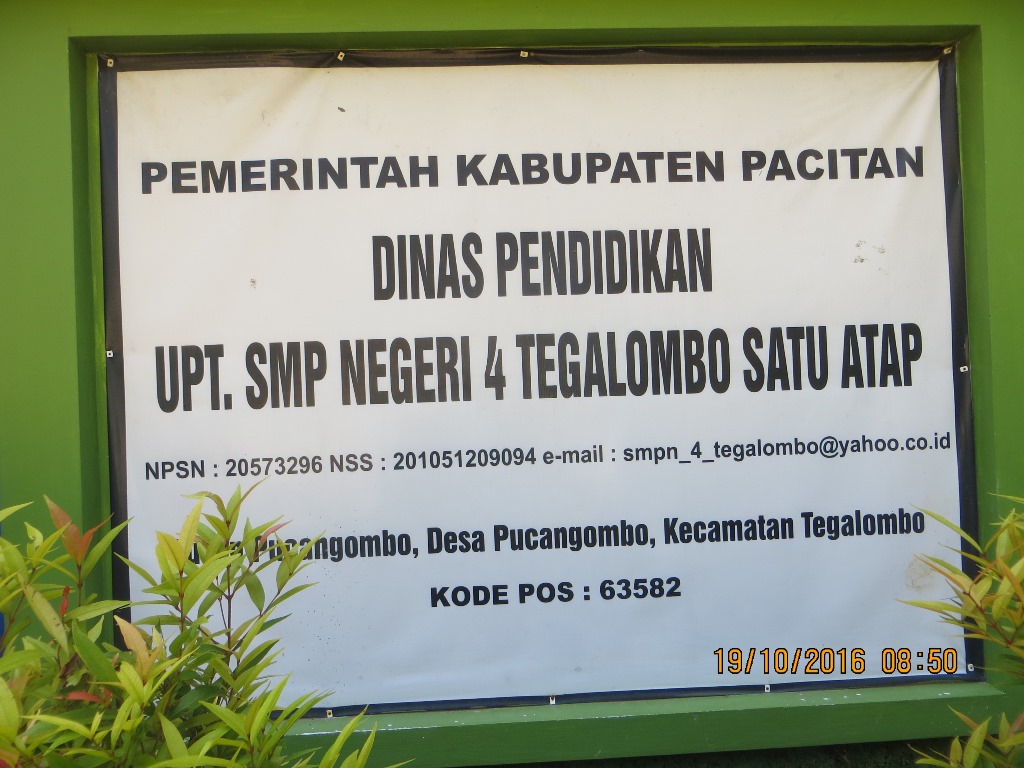 PEMERINTAH KABUPATEN PACITAN
DINAS PENDIDIKAN
UPT. SMP NEGERI 4 TEGALOMBO SATU ATAP
NPSN : 20573296 NSS : 201051209094 e-mail : smpn_4_tegalombo@yahoo.co.id
Pucangombo, Desa Pucangombo, Kecamatan Tegalombo
KODE POS : 63582
19/10/2016 08:50